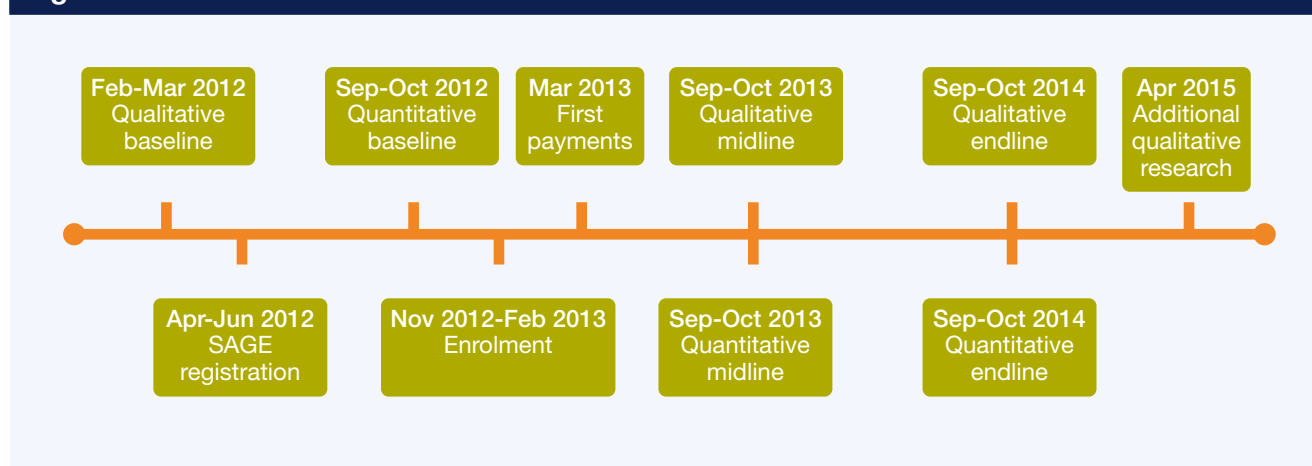 Feb-Mar 2012
Qualitative
baseline
Sep-Oct 2012
Quantitative
baseline
Mar 2013
First
payments
Sep-Oct 2013
Qualitative
midline
Sep-Oct 2014
Qualitative
endline
Apr 2015
Additional
qualitative
research
Apr-Jun 2012
SAGE
registration
Nov 2012-Feb 2013
Enrolment
Sep-Oct 2013
Quantitative
midline
Sep-Oct 2014
Quantitative
endline